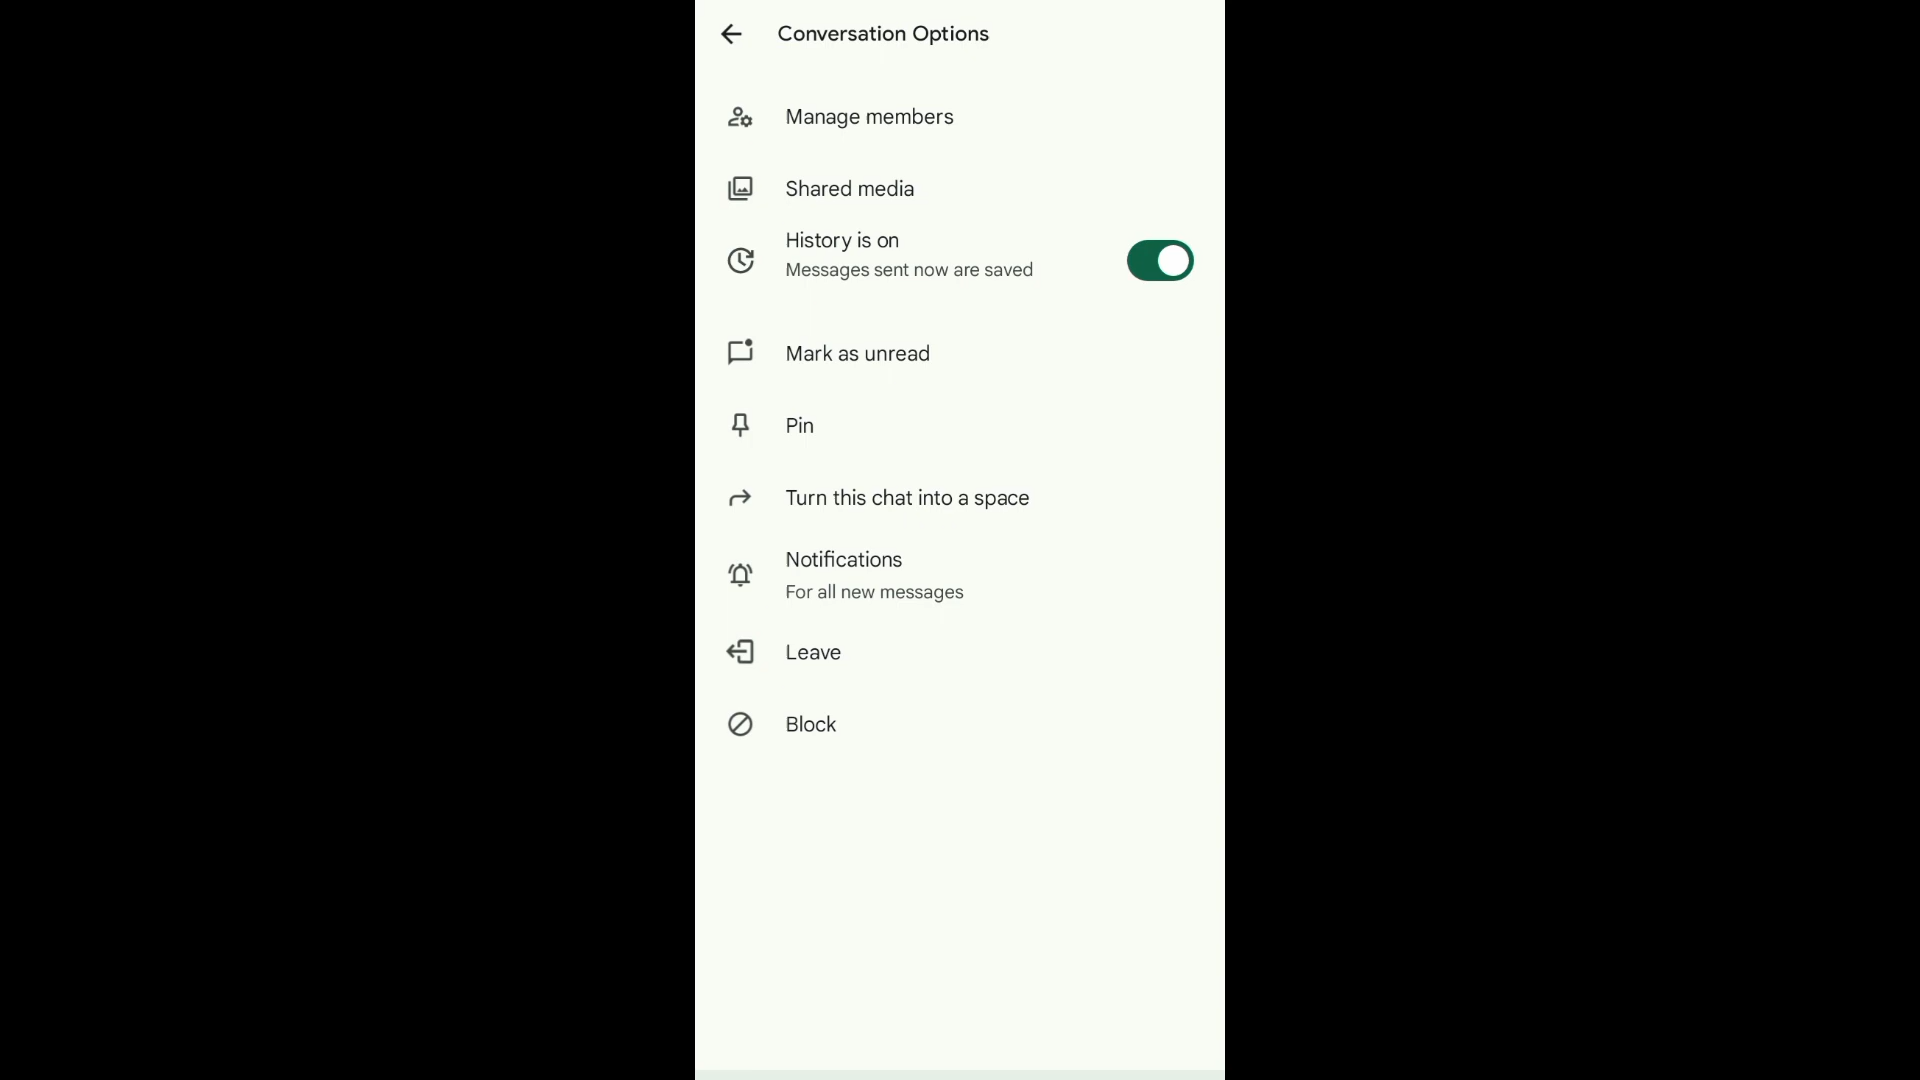 Conversation Options
Manage members
Shared media
History is on
Messages sent now are saved
Mark as unread
Pin
Turn this chat into a space
Notifications
For all new messages
Leave
Block